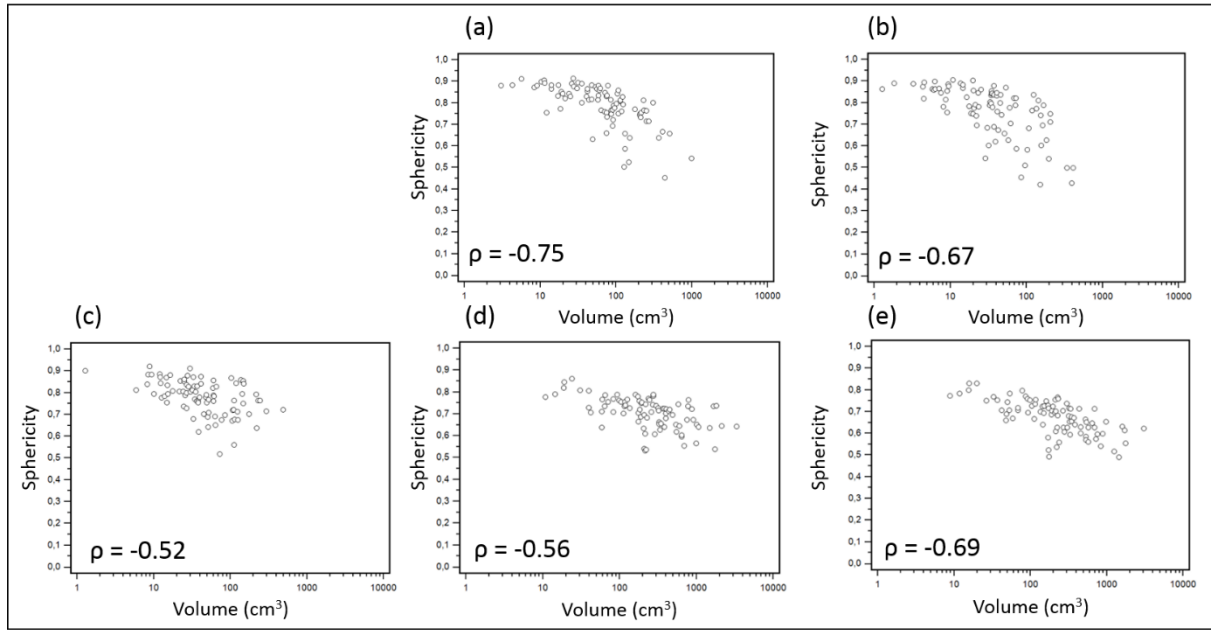 (a)
1,0
0,9
0,8
0,7
0,6
0,5
0,4
0,3
0,2
0,1
0,0
Sphericity
ρ = -0.75
1 10 100 1000 10000
Volume (cm³)
(b)
1,0
0,9
0,8
0,7
0,6
0,5
0,4
0,3
0,2
0,1
0,0
Sphericity
ρ = -0.67
1 10 100 1000 10000
Volume (cm³)
(c)
1,0
0,9
0,8
0,7
0,6
0,5
0,4
0,3
0,2
0,1
0,0
Sphericity
ρ = -0.52
1 10 100 1000 10000
Volume (cm³)
(d)
1,0
0,9
0,8
0,7
0,6
0,5
0,4
0,3
0,2
0,1
0,0
Sphericity
ρ = -0.56
1 10 100 1000 10000
Volume (cm³)
(e)
1,0
0,9
0,8
0,7
0,6
0,5
0,4
0,3
0,2
0,1
0,0
Sphericity
ρ = -0.69
1 10 100 1000 10000
Volume (cm³)